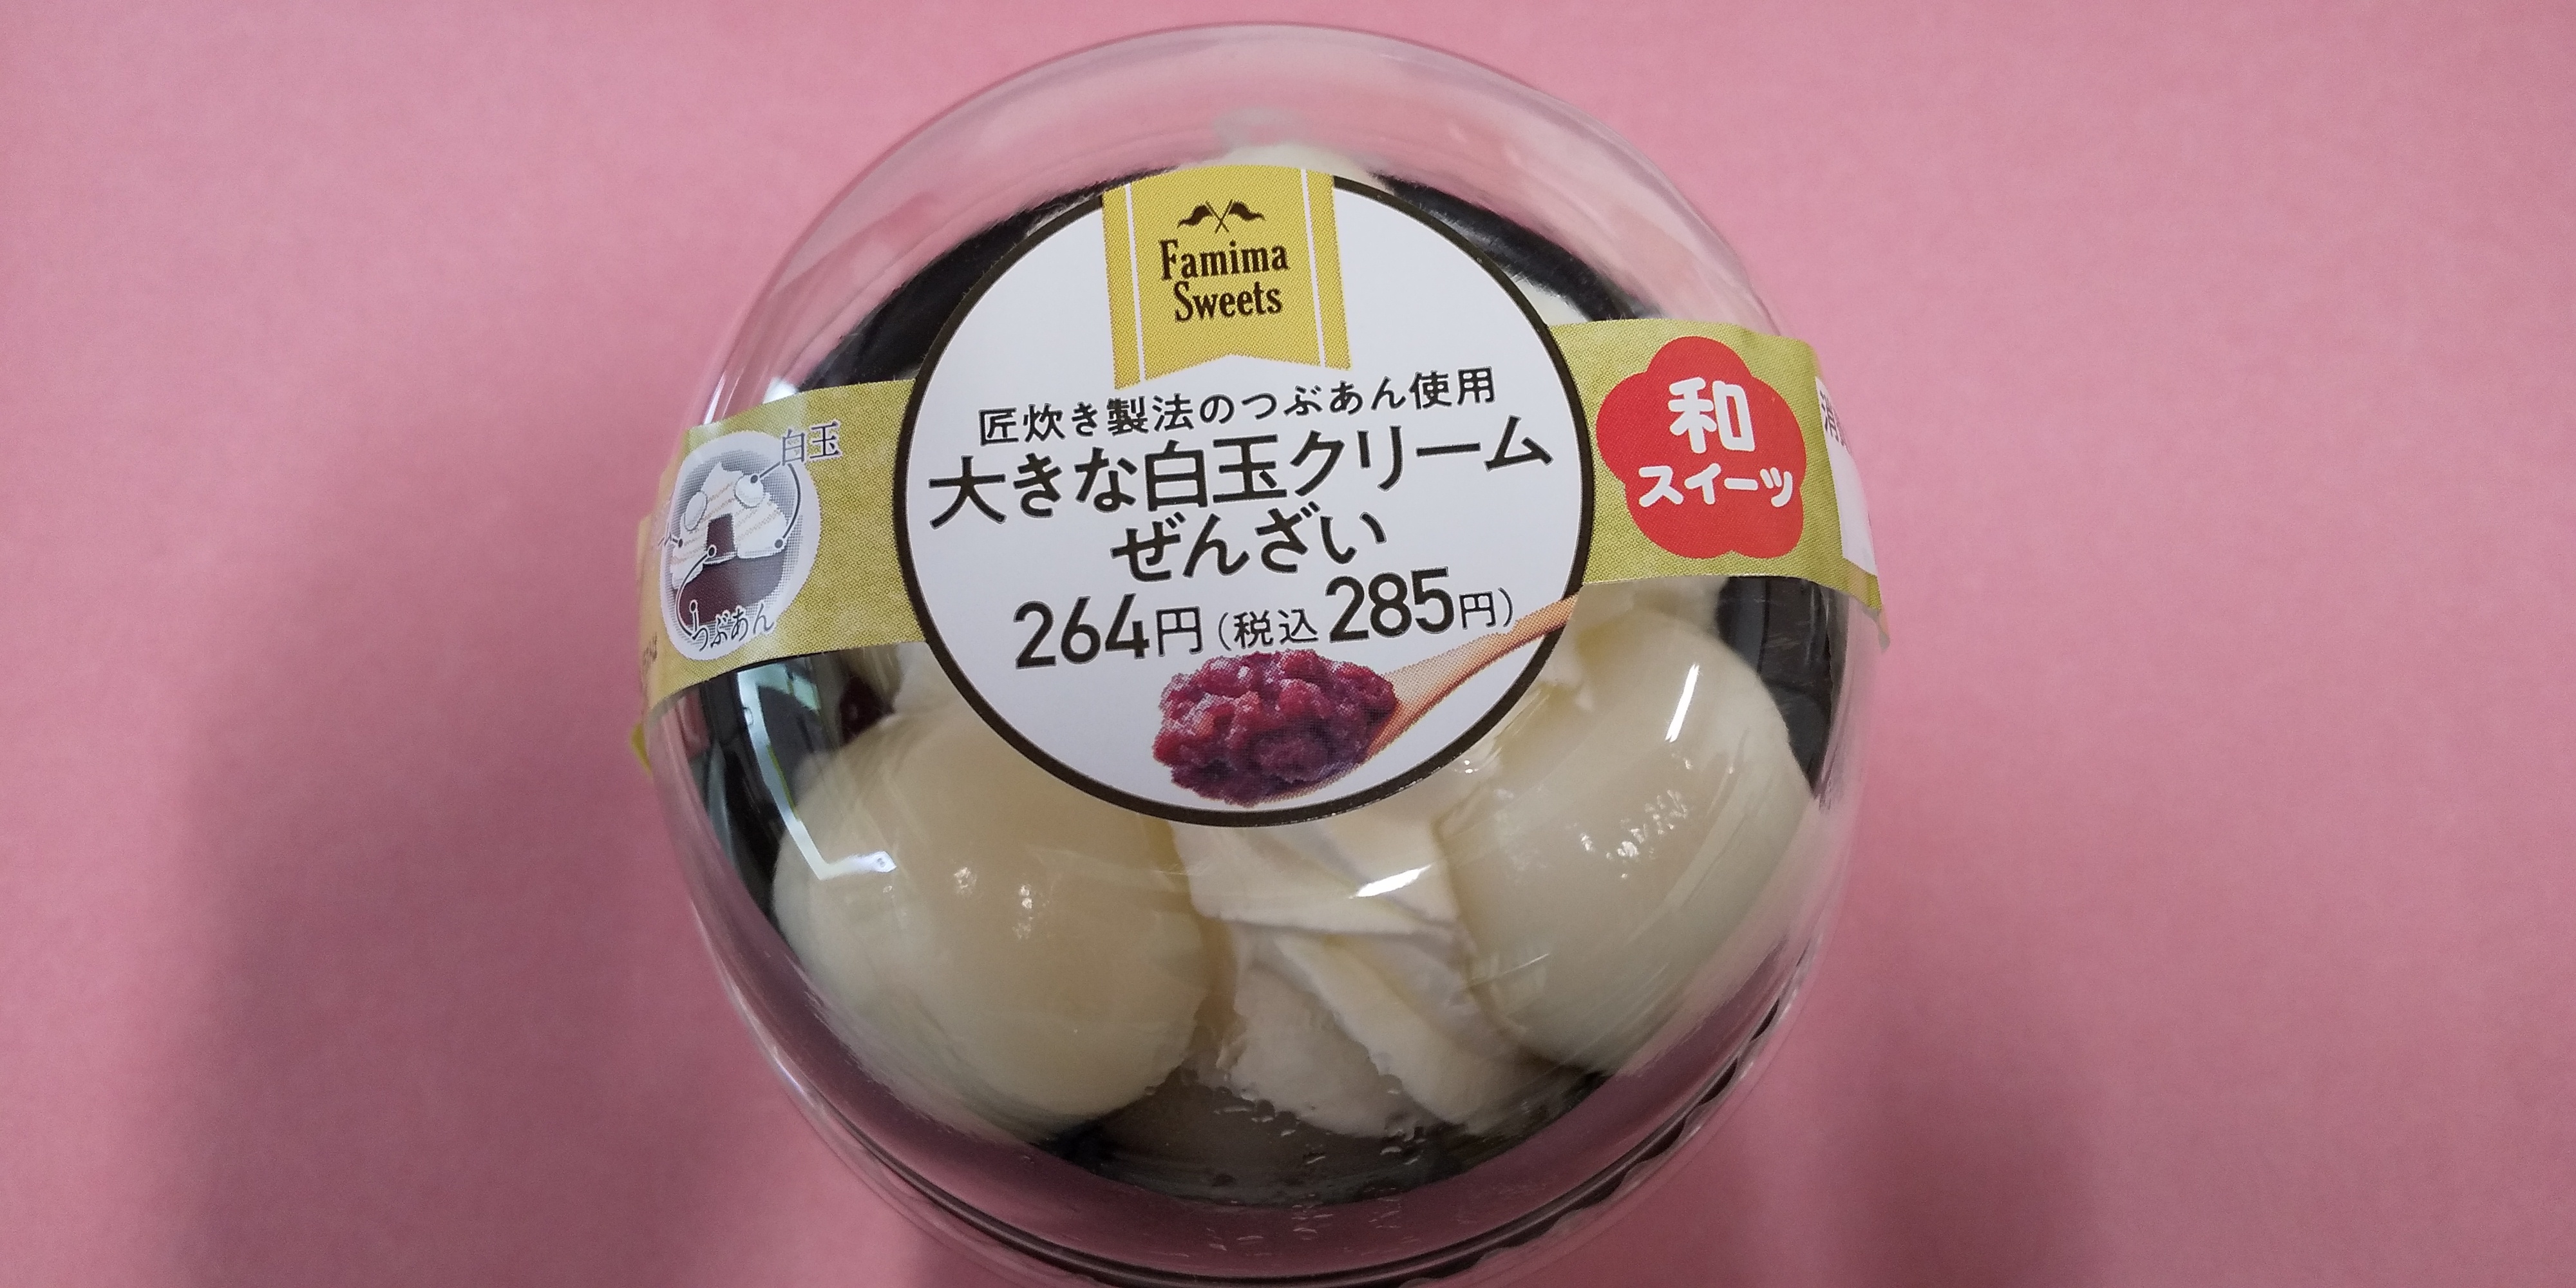 Famima
Sweets
匠炊き製法のつぶあん使用
大きな白玉クリーム
ぜんざい
264円(税込285円)
白玉
つぶあん
和
スイーツ
消